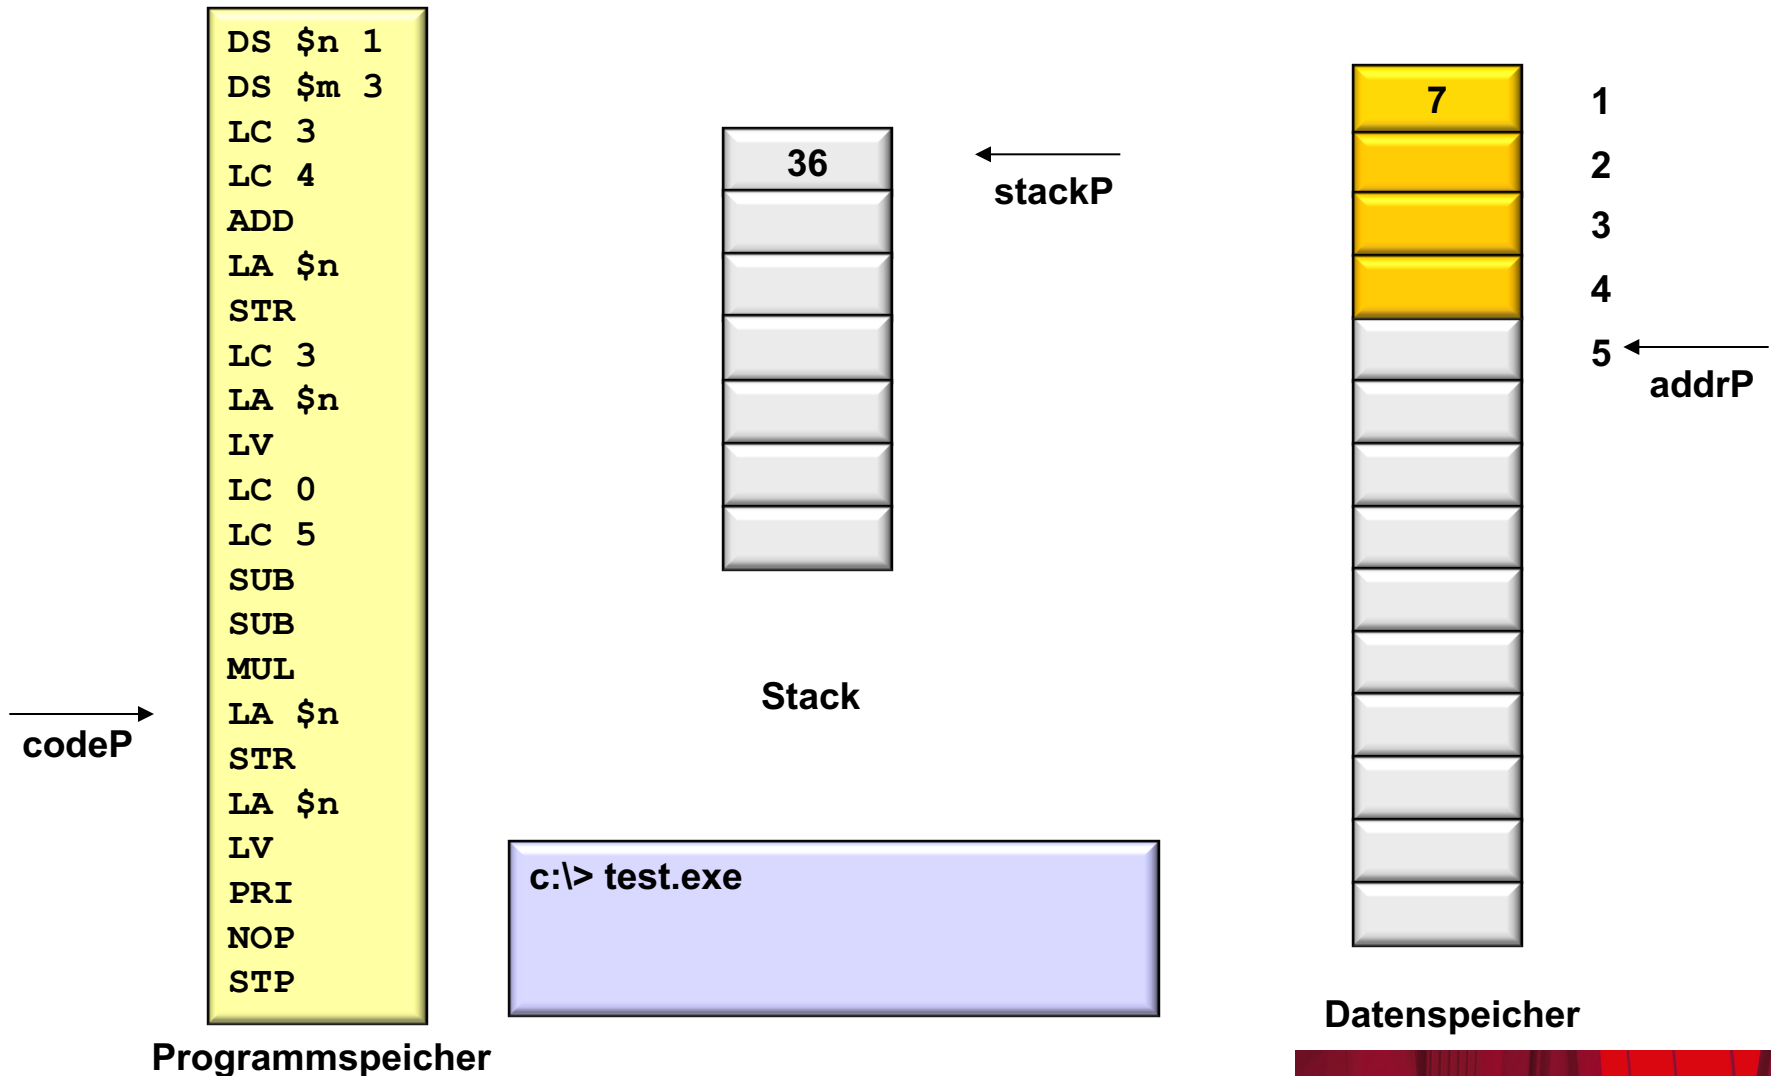 DS $n 1
DS $m 3
LC 3
LC 4
ADD
LA $n
STR
LC 3
LA $n
LV
LC 0
LC 5
SUB
SUB
MUL
LA $n
STR
LA $n
LV
PRI
NOP
STP
Programmspeicher
codeP
36
stackP
Stack
c:\> test.exe
7
1
2
3
4
5
addrP
Datenspeicher